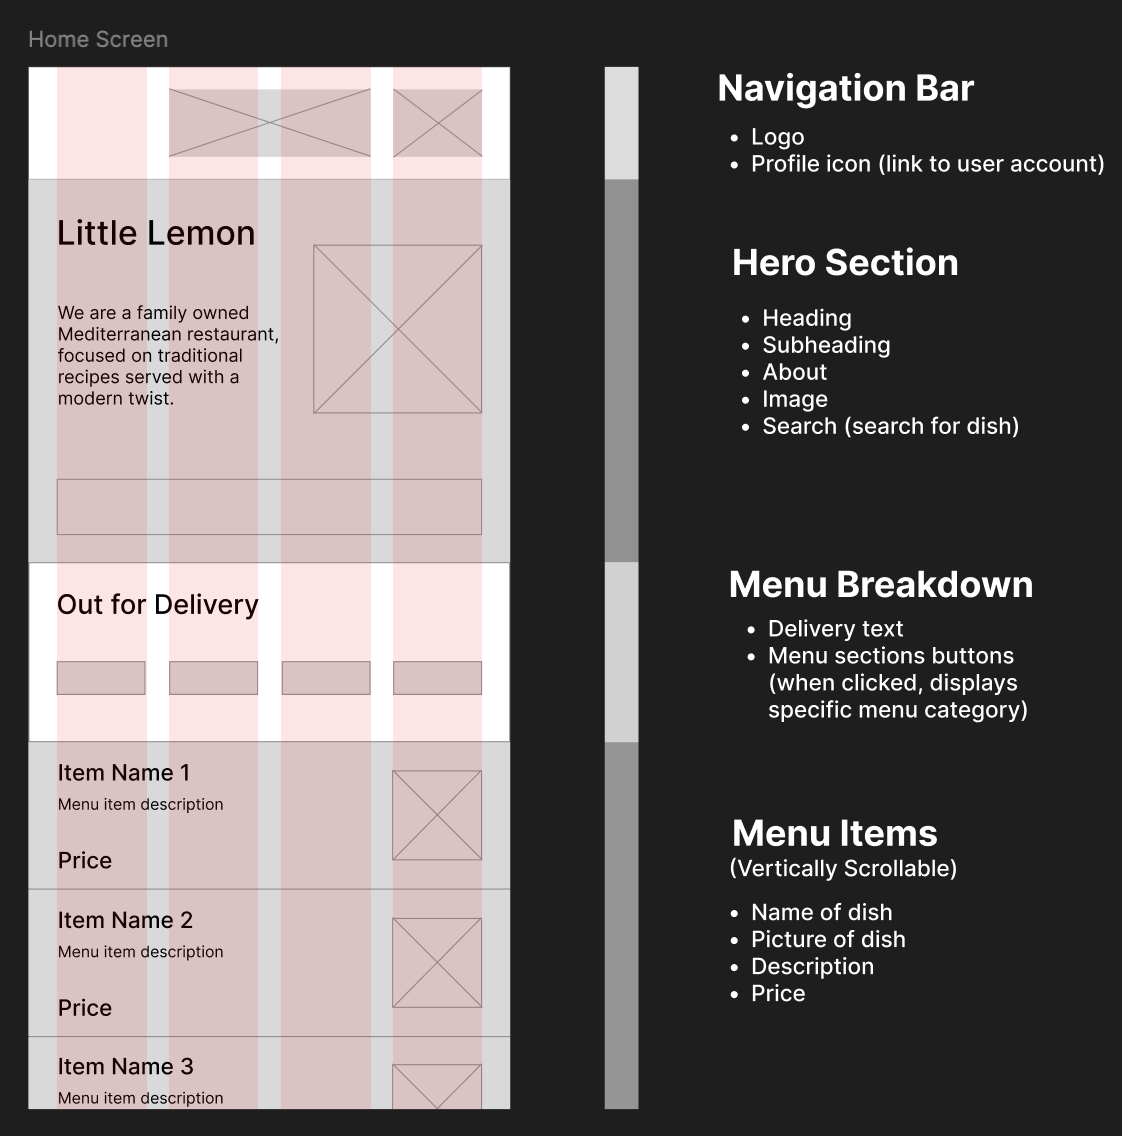 Home Screen
Little Lemon
We are a family owned
Mediterranean restaurant,
focused on traditional
recipes served with a
modern twist.
Out for Delivery
Item Name 1
Menu item description
Price
Item Name 2
Menu item description
Price
Item Name 3
Menu item description
Navigation Bar
• Logo
• Profile icon (link to user account)
Hero Section
• Heading
• Subheading
• About
• Image
• Search (search for dish)
Menu Breakdown
• Delivery text
• Menu sections buttons
(when clicked, displays
specific menu category)
Menu Items
(Vertically Scrollable)
• Name of dish
• Picture of dish
• Description
• Price